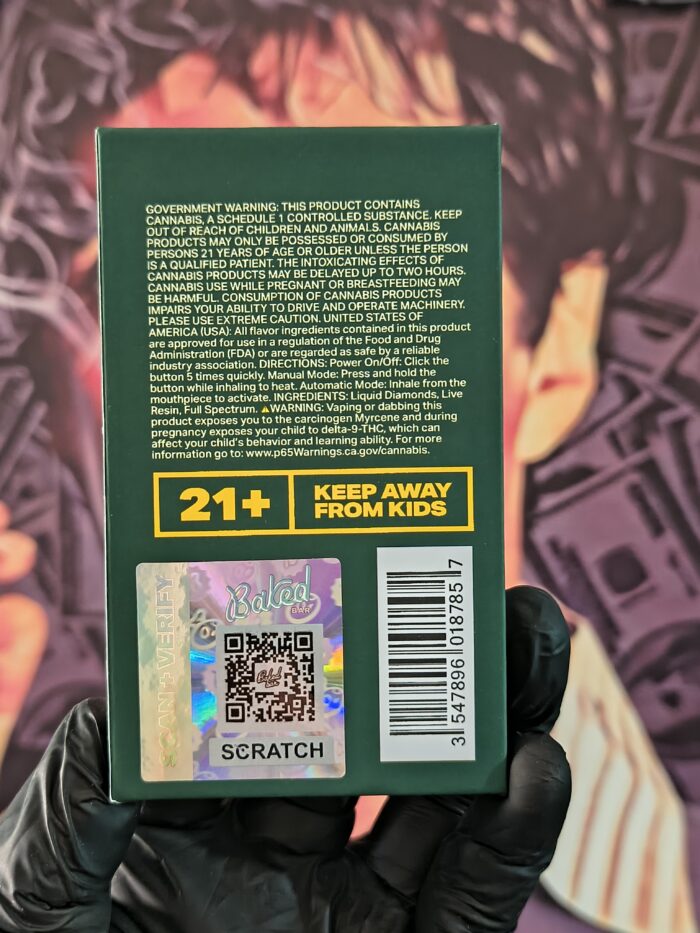 GOVERNMENT WARNING: THIS PRODUCT CONTAINS
CANNABIS, A SCHEDULE 1 CONTROLLED SUBSTANCE. KEEP
OUT OF REACH OF CHILDREN AND ANIMALS. CANNABIS
PRODUCTS MAY ONLY BE POSSESSED OR CONSUMED BY
PERSONS 21 YEARS OF AGE OR OLDER UNLESS THE PERSON
IS A QUALIFIED PATIENT. THE INTOXICATING EFFECTS OF
CANNABIS PRODUCTS MAY BE DELAYED UP TO TWO HOURS.
CANNABIS USE WHILE PREGNANT OR BREASTFEEDING MAY
BE HARMFUL. CONSUMPTION OF CANNABIS PRODUCTS
IMPAIRS YOUR ABILITY TO DRIVE AND OPERATE MACHINERY.
PLEASE USE EXTREME CAUTION. UNITED STATES OF
AMERICA (USA): All flavor ingredients contained in this product
are approved for use in a regulation of the Food and Drug
Administration (FDA) or are regarded as safe by a reliable
industry association. DIRECTIONS: Power On/Off: Click the
button 5 times quickly. Manual Mode: Press and hold the
button while inhaling to heat. Automatic Mode: Inhale from the
mouthpiece to activate. INGREDIENTS: Liquid Diamonds, Live
Resin, Full Spectrum. ⚠WARNING: Vaping or dabbing this
product exposes you to the carcinogen Myrcene and during
pregnancy exposes your child to delta-9-THC, which can
affect your child's behavior and learning ability. For more
information go to: www.p65Warnings.ca.gov/cannabis.
21+
KEEP AWAY
FROM KIDS
SCAN + VERIFY
Baked
BAR
Baked
BAR
SCRATCH
3 547896 018785 7